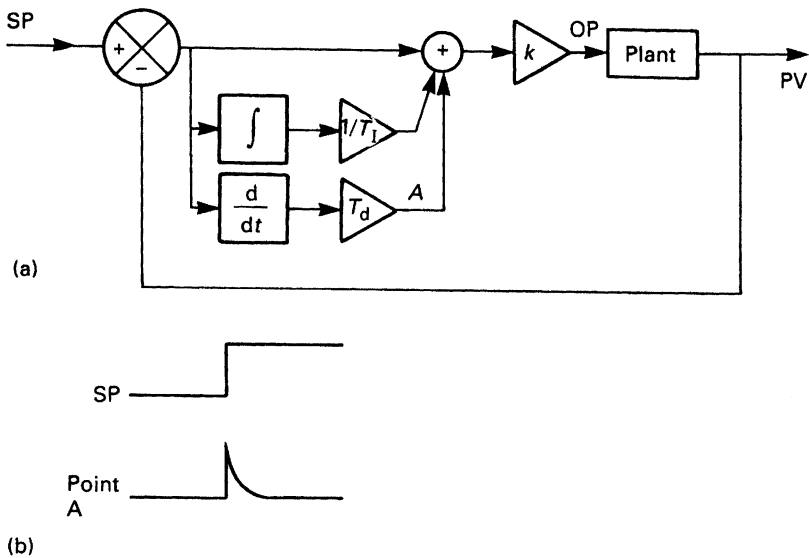 SP
+
−
+
k
OP
Plant
PV
∫
1/T_I
d
dt
T_d
A
(a)
SP
Point
A
(b)